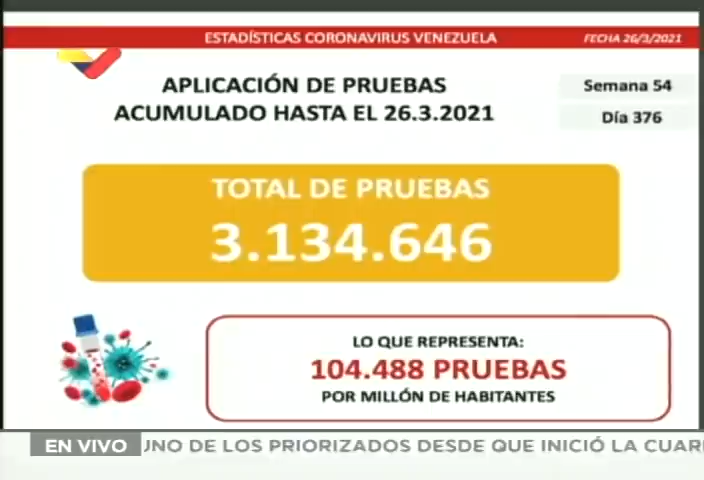 ESTADÍSTICAS CORONAVIRUS VENEZUELA
FECHA 26/3/2021
APLICACIÓN DE PRUEBAS
ACUMULADO HASTA EL 26.3.2021
Semana 54
Día 376
TOTAL DE PRUEBAS
3.134.646
LO QUE REPRESENTA:
104.488 PRUEBAS
POR MILLÓN DE HABITANTES
EN VIVO
UNO DE LOS PRIORIZADOS DESDE QUE INICIÓ LA CUAR